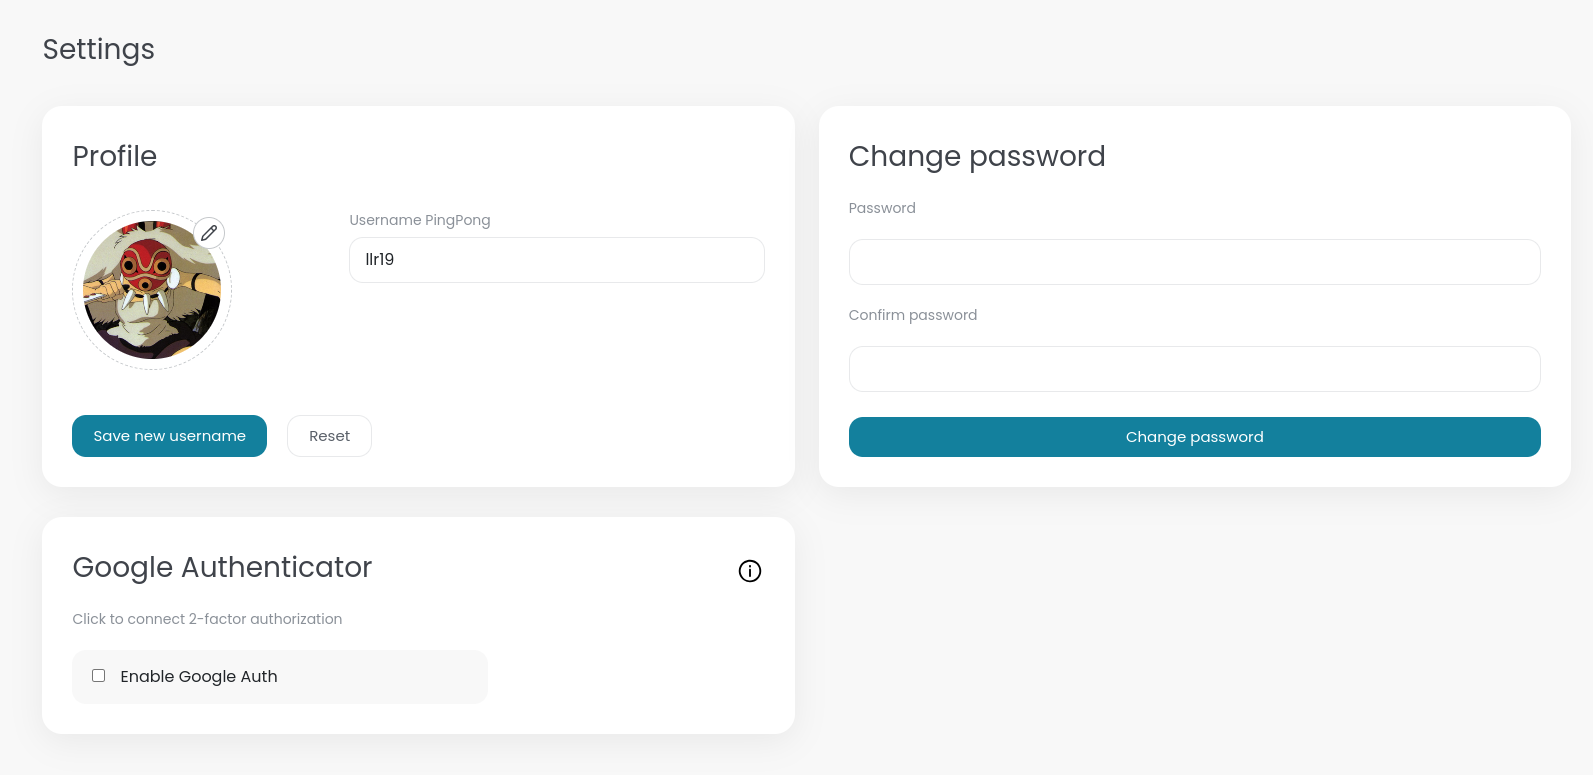 Settings
Profile
Username PingPong
llr19
Save new username
Reset
Change password
Password
Confirm password
Change password
Google Authenticator
Click to connect 2-factor authorization
Enable Google Auth